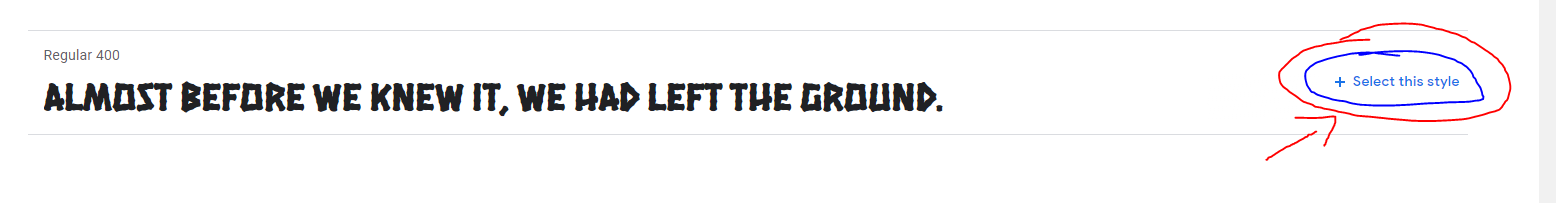 Regular 400
ALMOST BEFORE WE KNEW IT, WE HAD LEFT THE GROUND.
+ Select this style